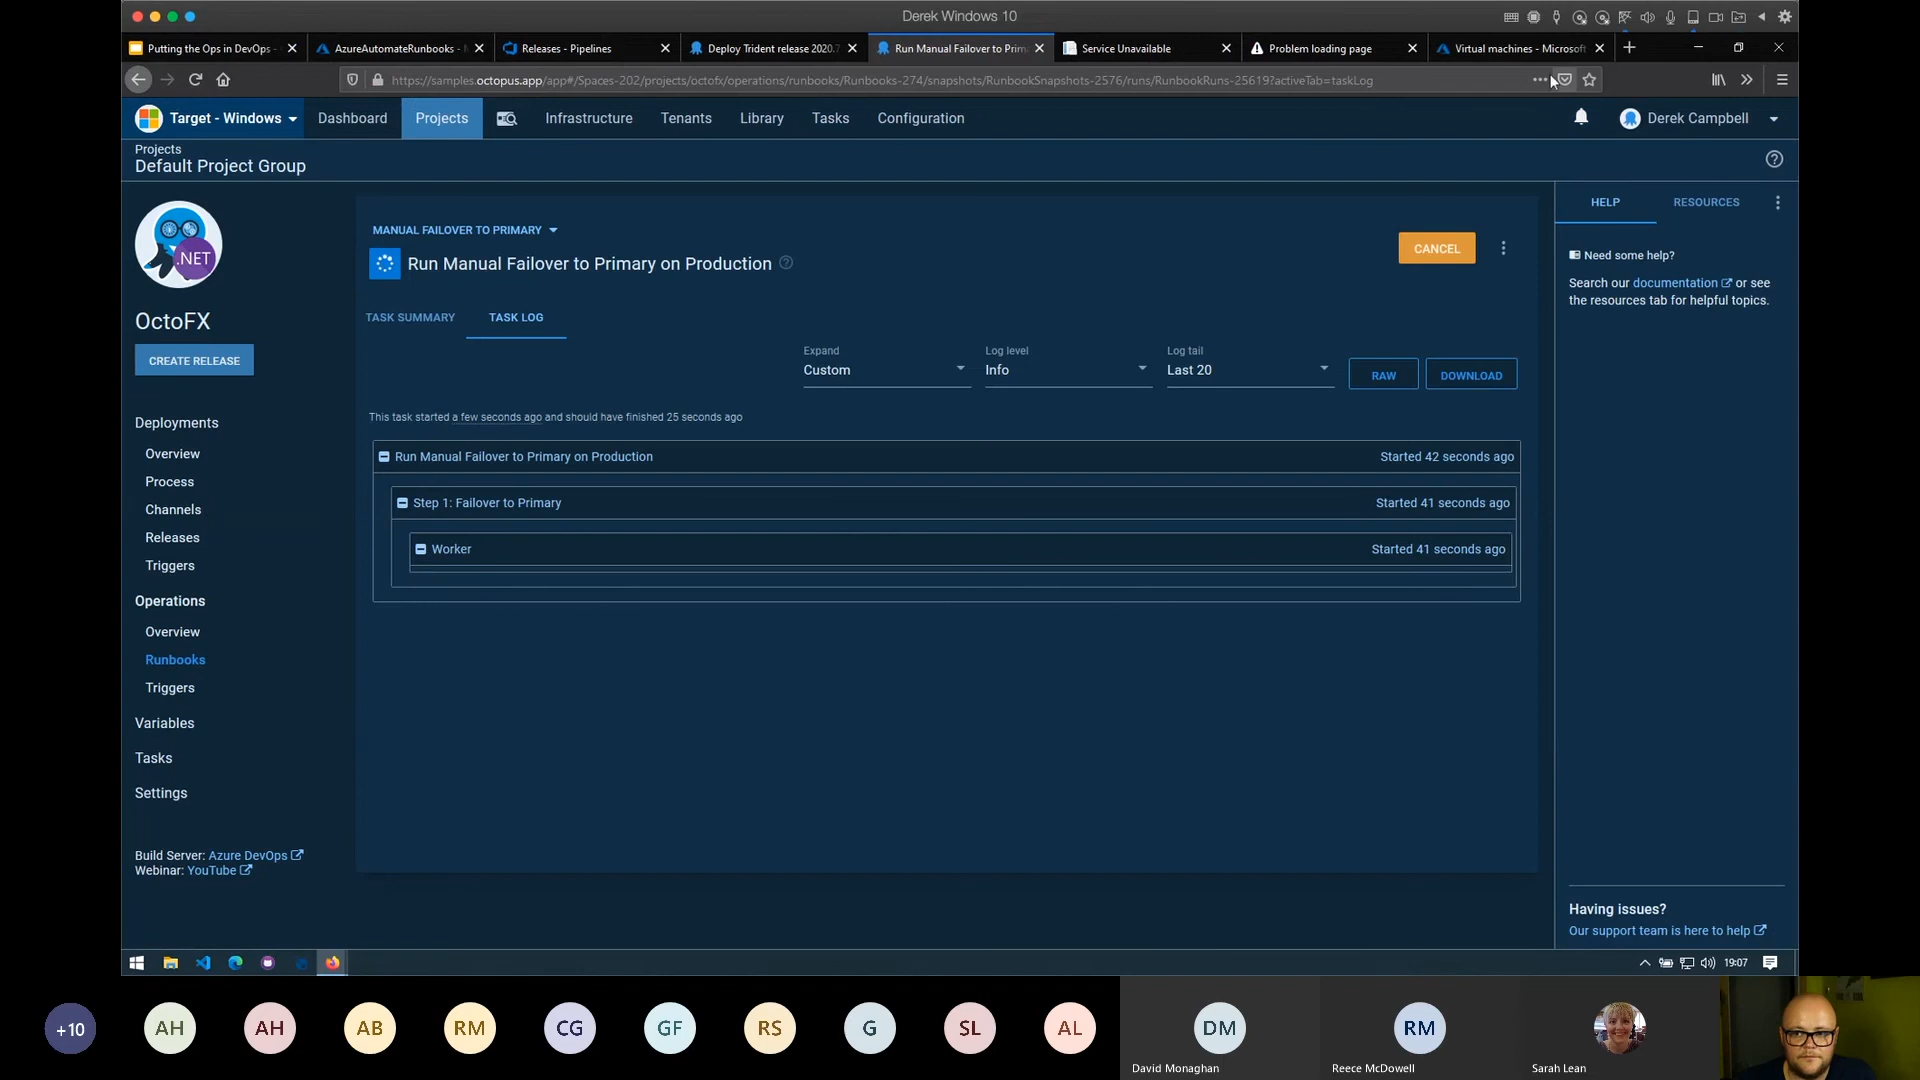 Derek Windows 10
Putting the Ops in DevOps -
AzureAutomateRunbooks -
Releases - Pipelines
Deploy Trident release 2020.7
Run Manual Failover to Prim
Service Unavailable
Problem loading page
Virtual machines - Microsoft
https://samples.octopus.app/app#/Spaces-202/projects/octofx/operations/runbooks/Runbooks-274/snapshots/RunbookSnapshots-2576/runs/RunbookRuns-25619?activeTab=taskLog
Target - Windows
Dashboard
Projects
Infrastructure
Tenants
Library
Tasks
Configuration
Derek Campbell
Projects
Default Project Group
.NET
OctoFX
CREATE RELEASE
Deployments
Overview
Process
Channels
Releases
Triggers
Operations
Overview
Runbooks
Triggers
Variables
Tasks
Settings
Build Server: Azure DevOps
Webinar: YouTube
MANUAL FAILOVER TO PRIMARY
Run Manual Failover to Primary on Production
CANCEL
TASK SUMMARY
TASK LOG
Expand
Custom
Log level
Info
Log tail
Last 20
RAW
DOWNLOAD
This task started a few seconds ago and should have finished 25 seconds ago
Run Manual Failover to Primary on Production
Started 42 seconds ago
Step 1: Failover to Primary
Started 41 seconds ago
Worker
Started 41 seconds ago
HELP
RESOURCES
Need some help?
Search our documentation or see
the resources tab for helpful topics.
Having issues?
Our support team is here to help
19:07
+10
AH
AH
AB
RM
CG
GF
RS
G
SL
AL
DM
David Monaghan
RM
Reece McDowell
Sarah Lean